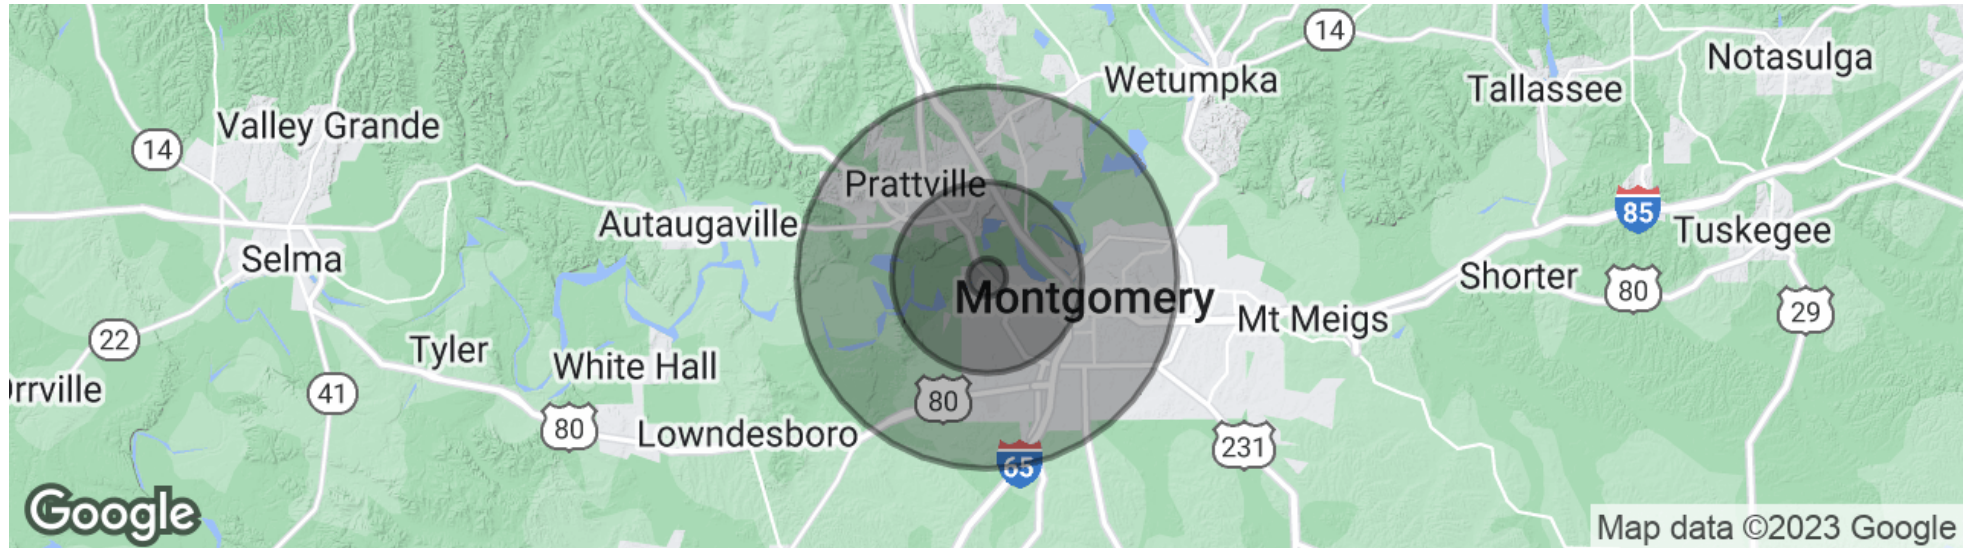 14
Notasulga
Wetumpka
Tallassee
Valley Grande
14
Prattville
85
Autaugaville
Tuskegee
Selma
Shorter
80
Montgomery
29
Mt Meigs
22
Tyler
White Hall
rrville
41
80
80
Lowndesboro
231
65
Google
Map data ©2023 Google